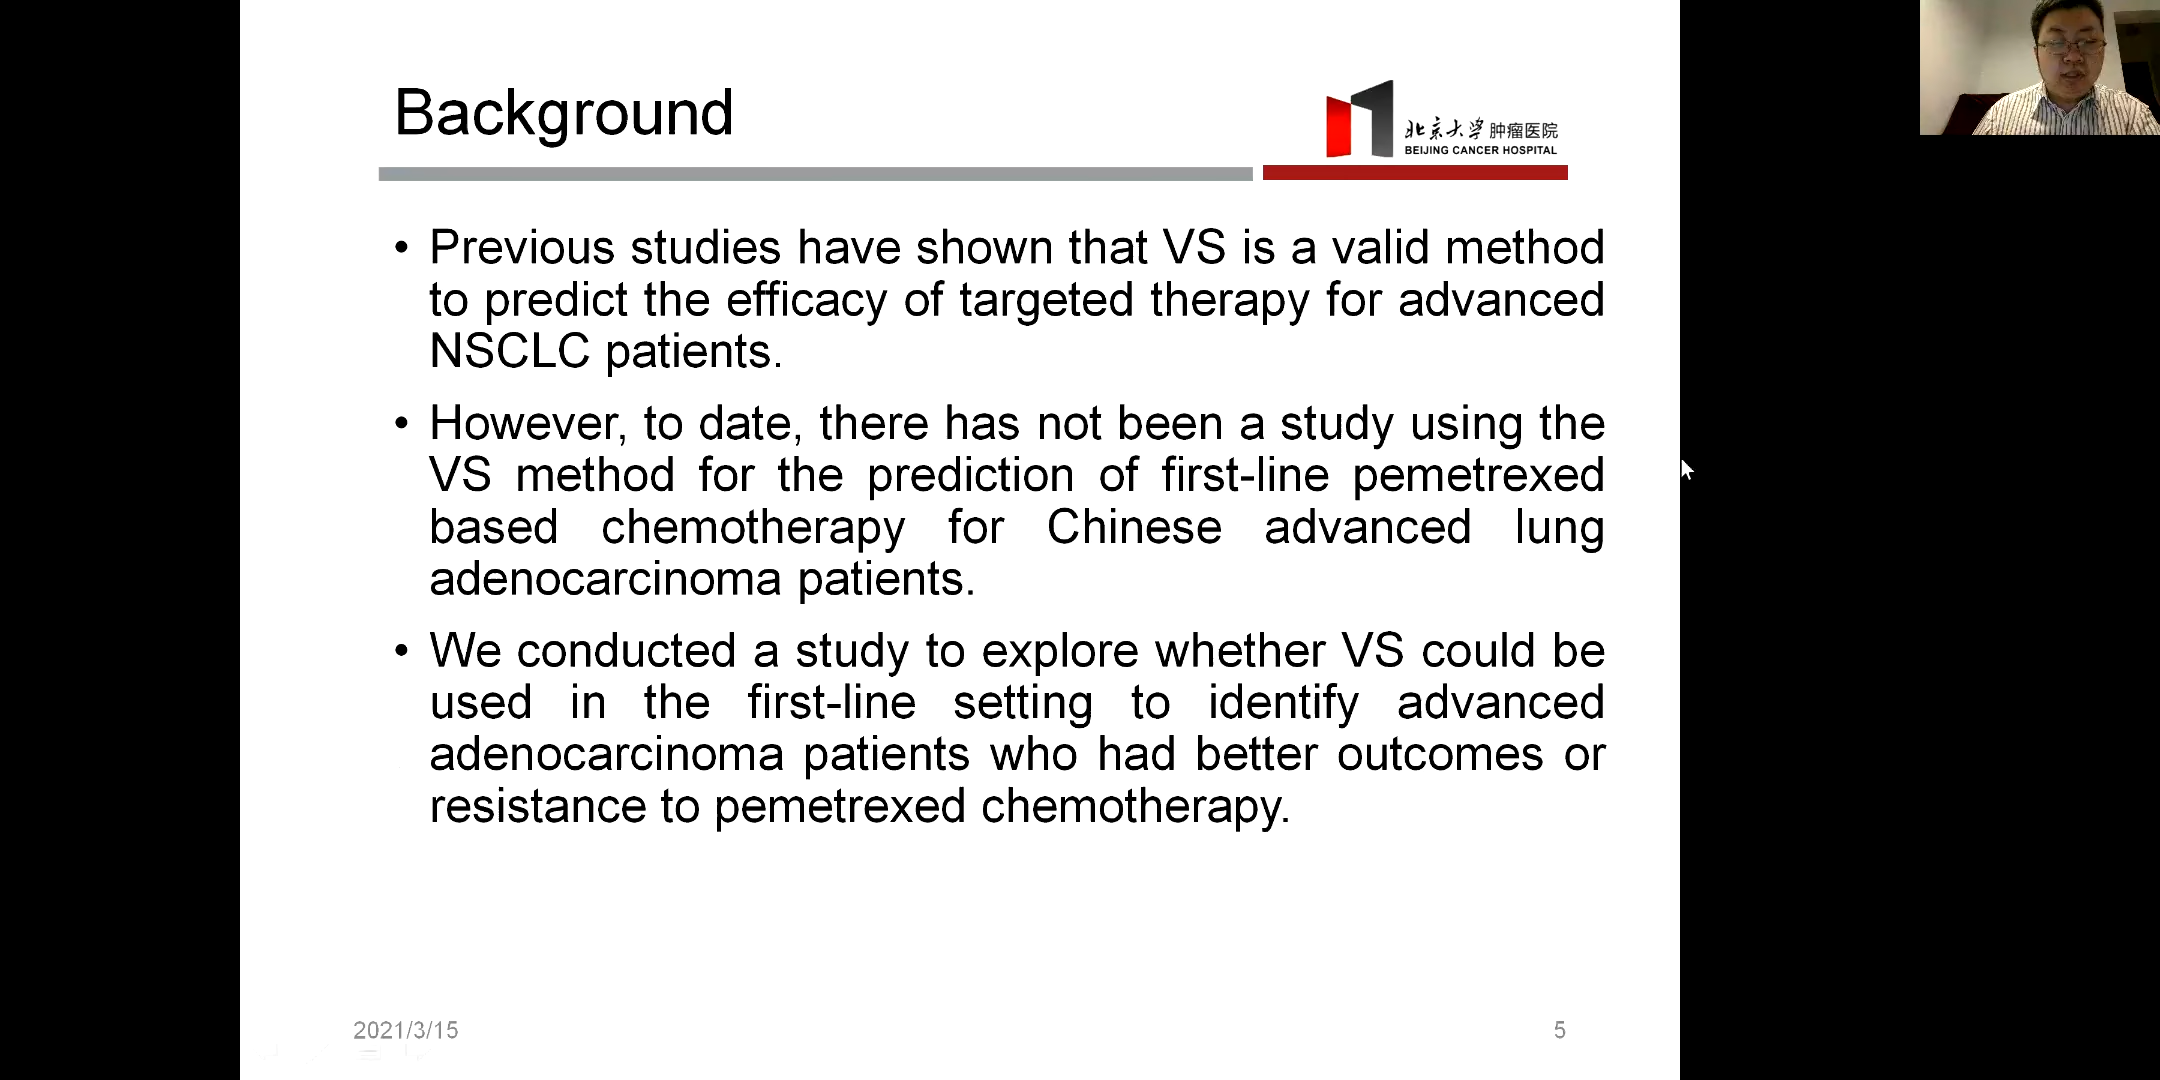 Background
北京大学肿瘤医院
BEIJING CANCER HOSPITAL
• Previous studies have shown that VS is a valid method
to predict the efficacy of targeted therapy for advanced
NSCLC patients.
• However, to date, there has not been a study using the
VS method for the prediction of first-line pemetrexed
based chemotherapy for Chinese advanced lung
adenocarcinoma patients.
• We conducted a study to explore whether VS could be
used in the first-line setting to identify advanced
adenocarcinoma patients who had better outcomes or
resistance to pemetrexed chemotherapy.
2021/3/15
5